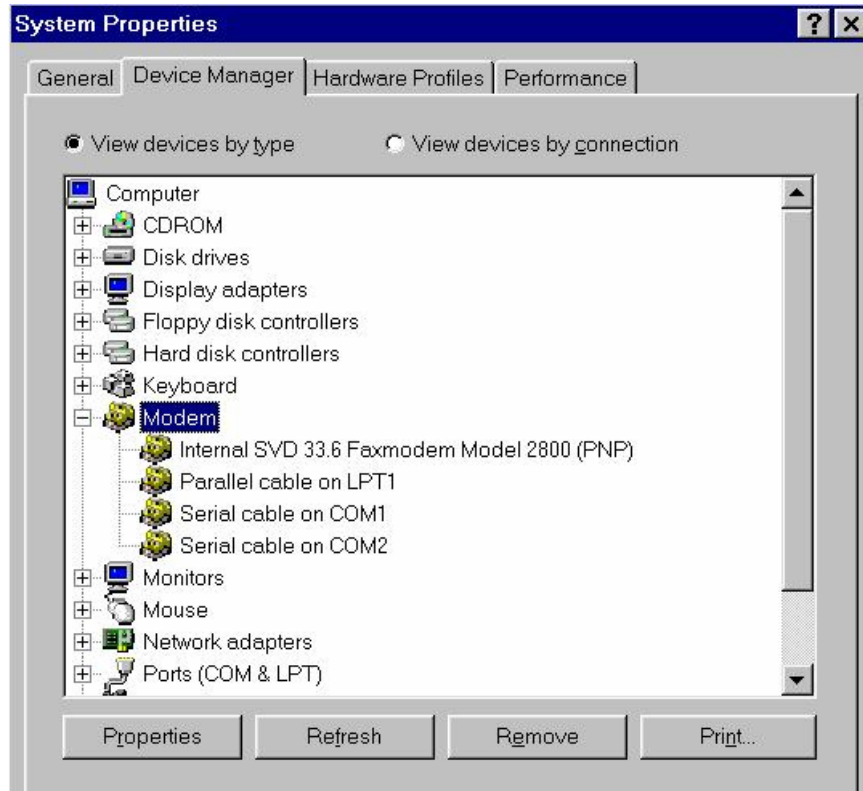 System Properties
General Device Manager Hardware Profiles Performance
View devices by type View devices by connection
Computer
CDROM
Disk drives
Display adapters
Floppy disk controllers
Hard disk controllers
Keyboard
Modem
Internal SVD 33.6 Faxmodem Model 2800 (PNP)
Parallel cable on LPT1
Serial cable on COM1
Serial cable on COM2
Monitors
Mouse
Network adapters
Ports (COM & LPT)
Properties Refresh Remove Print...